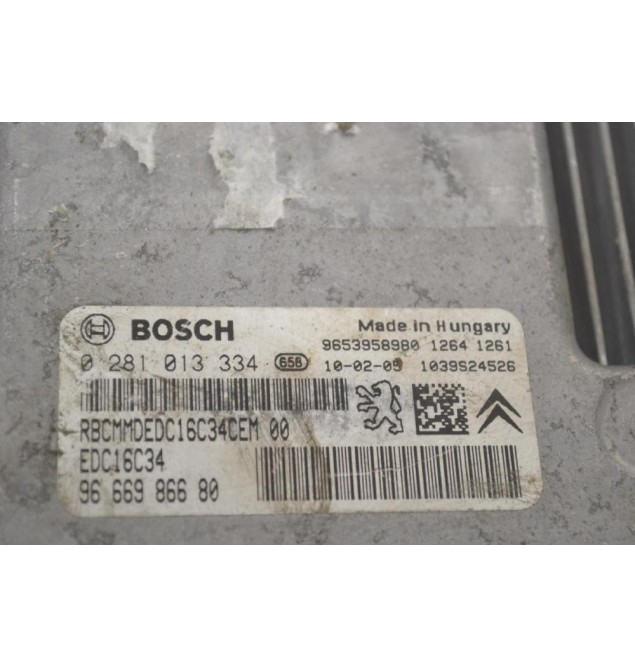 BOSCH
Made in Hungary
9653958980 1264 1261
0 281 013 334 658 10-02-05 1039S24526
RBCMMDEDC16C34CEM 00
EDC16C34
96 669 866 80